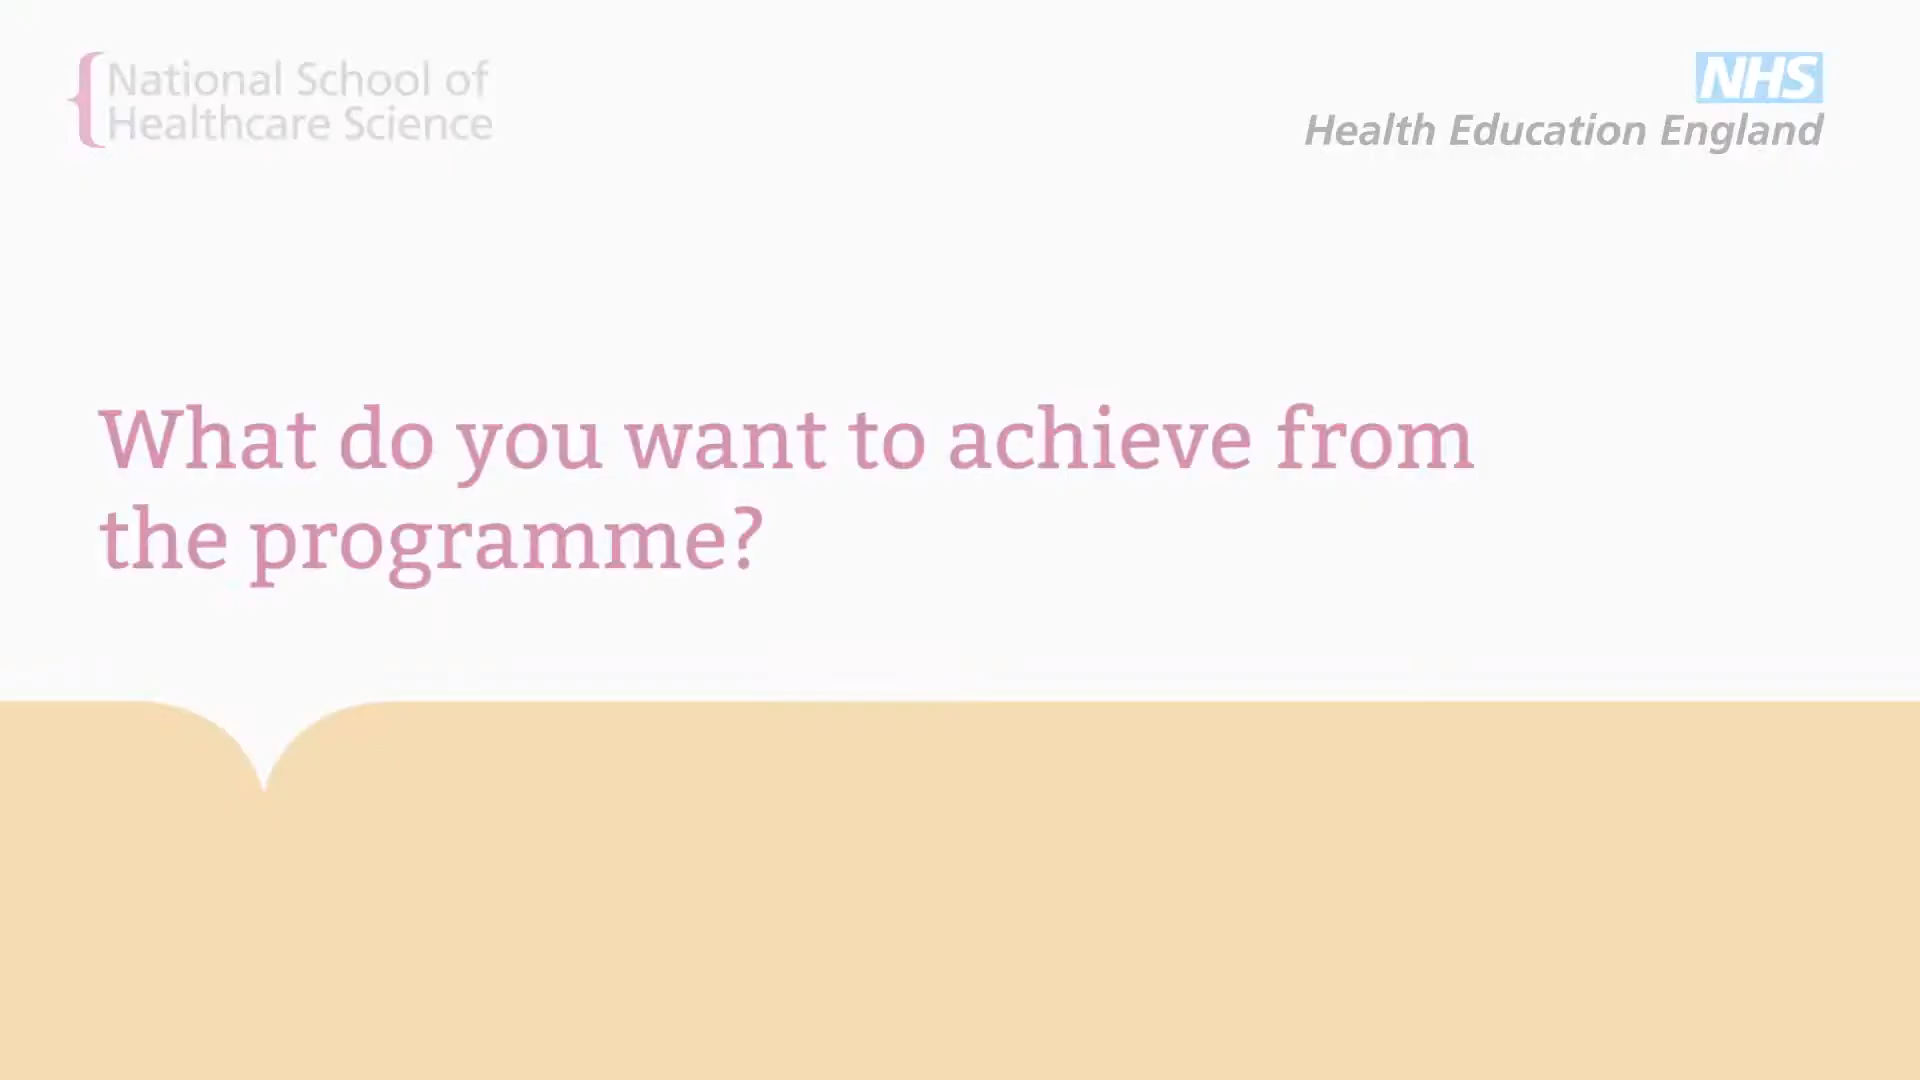 National School of
Healthcare Science
NHS
Health Education England
What do you want to achieve from
the programme?